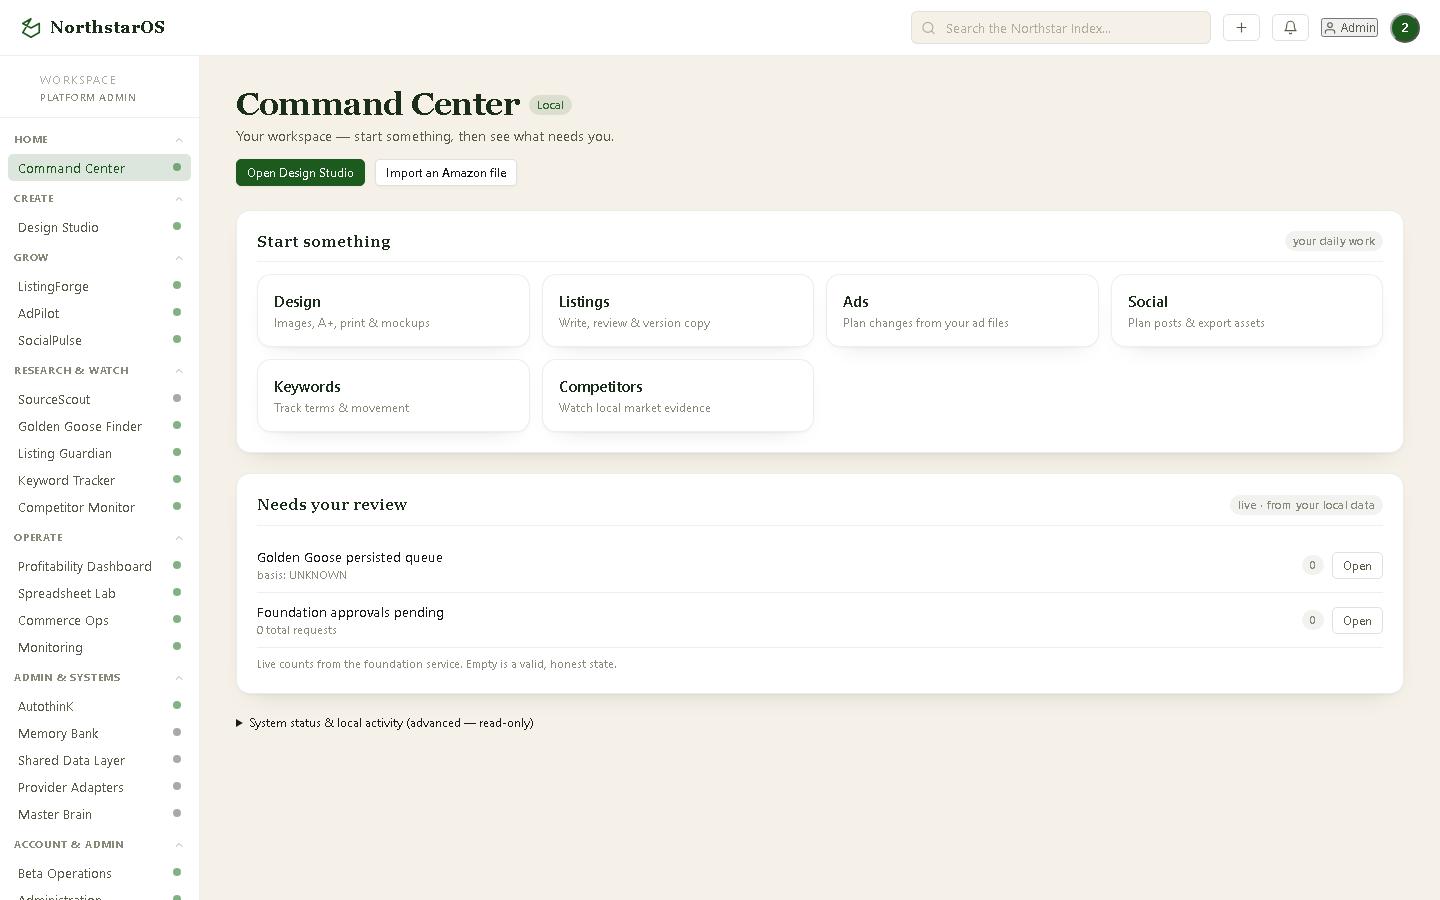 NorthstarOS
Search the Northstar Index...
Admin
2
WORKSPACE
PLATFORM ADMIN
HOME
Command Center
CREATE
Design Studio
GROW
ListingForge
AdPilot
SocialPulse
RESEARCH & WATCH
SourceScout
Golden Goose Finder
Listing Guardian
Keyword Tracker
Competitor Monitor
OPERATE
Profitability Dashboard
Spreadsheet Lab
Commerce Ops
Monitoring
ADMIN & SYSTEMS
AutothinK
Memory Bank
Shared Data Layer
Provider Adapters
Master Brain
ACCOUNT & ADMIN
Beta Operations
Administration
Command Center
Local
Your workspace — start something, then see what needs you.
Open Design Studio
Import an Amazon file
Start something
your daily work
Design
Images, A+, print & mockups
Listings
Write, review & version copy
Ads
Plan changes from your ad files
Social
Plan posts & export assets
Keywords
Track terms & movement
Competitors
Watch local market evidence
Needs your review
live · from your local data
Golden Goose persisted queue
basis: UNKNOWN
0
Open
Foundation approvals pending
0 total requests
0
Open
Live counts from the foundation service. Empty is a valid, honest state.
System status & local activity (advanced — read-only)